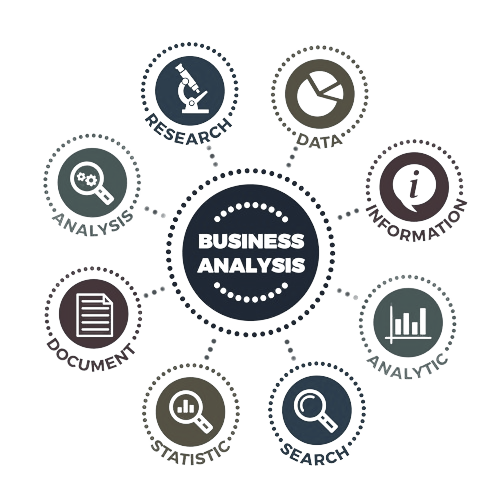 RESEARCH
DATA
ANALYSIS
INFORMATION
BUSINESS
ANALYSIS
DOCUMENT
ANALYTIC
STATISTIC
SEARCH